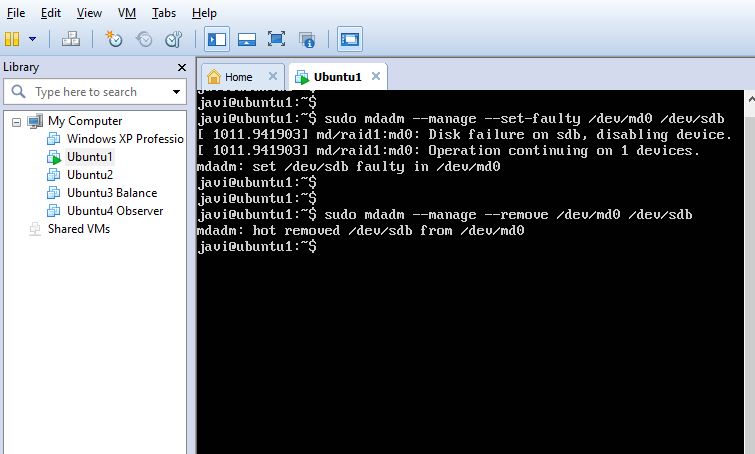 File Edit View VM Tabs Help
Library
Home
Ubuntu1
Type here to search
My Computer
Windows XP Professio
Ubuntu1
Ubuntu2
Ubuntu3 Balance
Ubuntu4 Observer
Shared VMs
javi@ubuntu1:~$
javi@ubuntu1:~$ sudo mdadm --manage --set-faulty /dev/md0 /dev/sdb
[ 1011.941903] md/raid1:md0: Disk failure on sdb, disabling device.
[ 1011.941903] md/raid1:md0: Operation continuing on 1 devices.
mdadm: set /dev/sdb faulty in /dev/md0
javi@ubuntu1:~$
javi@ubuntu1:~$
javi@ubuntu1:~$ sudo mdadm --manage --remove /dev/md0 /dev/sdb
mdadm: hot removed /dev/sdb from /dev/md0
javi@ubuntu1:~$